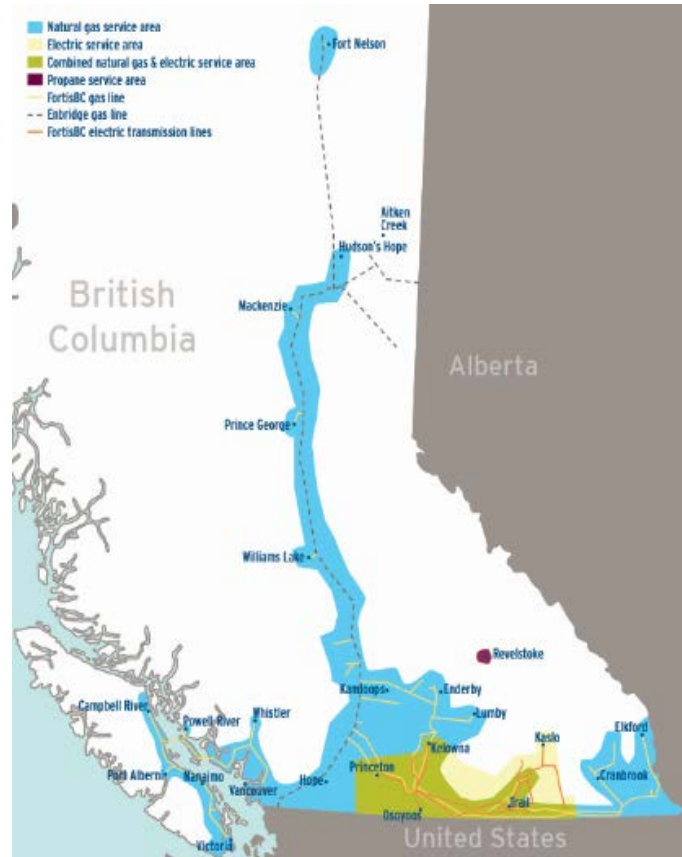 Natural gas service area
Electric service area
Combined natural gas & electric service area
Propane service area
FortisBC gas line
Enbridge gas line
FortisBC electric transmission lines
Fort Nelson
Aitken
Creek
Hudson's Hope
British
Columbia
Mackenzie
Alberta
Prince George
Williams Lake
Revelstoke
Kamloops
Enderby
Campbell River
Powell River
Whistler
Lumby
Elkford
Kelowna
Kaslo
Port Alberni
Nanaimo
Vancouver
Hope
Princeton
Cranbrook
Osoyoos
Trail
United States
Victoria